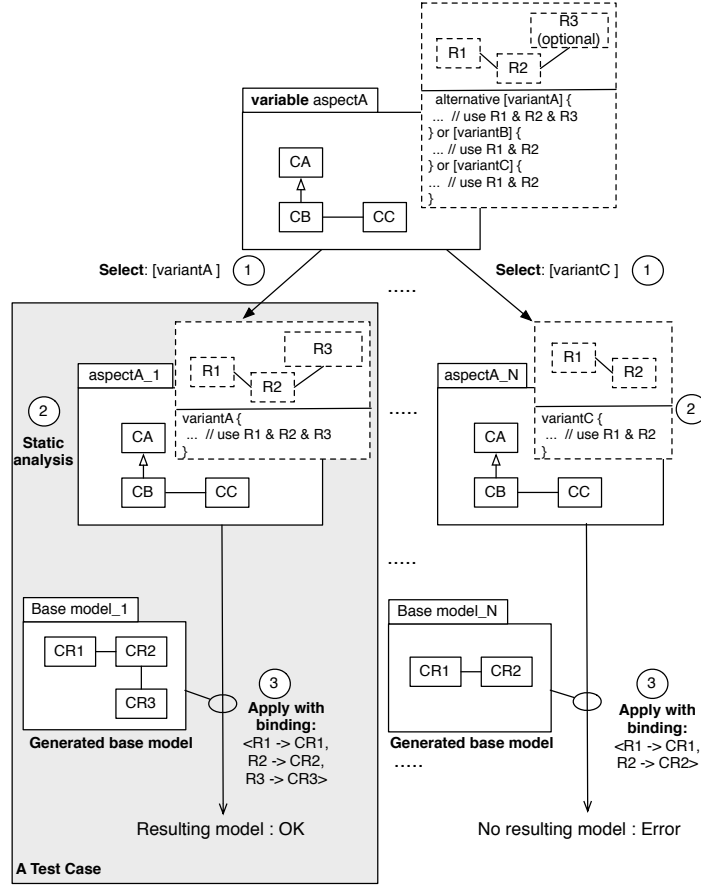 R3
(optional)
R1
R2
variable aspectA
alternative [variantA] {
... // use R1 & R2 & R3
} or [variantB] {
... // use R1 & R2
} or [variantC] {
... // use R1 & R2
}
CA
CB
CC
Select: [variantA ]
1
.....
Select: [variantC ]
1
R3
R1
R2
aspectA_1
variantA {
... // use R1 & R2 & R3
}
2
Static
analysis
CA
CB
CC
.....
R1
R2
aspectA_N
variantC {
... // use R1 & R2
}
2
CA
CB
CC
.....
Base model_1
CR1
CR2
CR3
Generated base model
3
Apply with
binding:
<R1 -> CR1,
R2 -> CR2,
R3 -> CR3>
Base model_N
CR1
CR2
Generated base model
.....
3
Apply with
binding:
<R1 -> CR1,
R2 -> CR2>
Resulting model : OK
No resulting model : Error
A Test Case